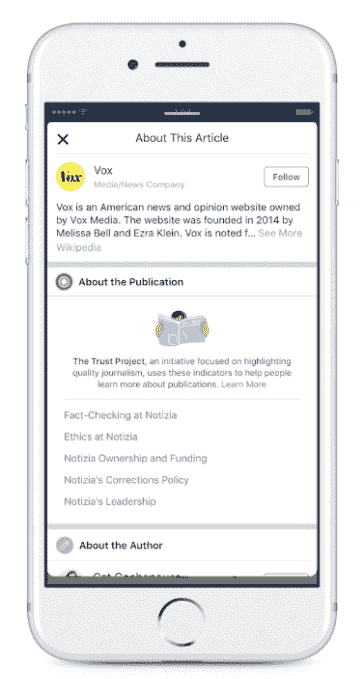 About This Article
Vox
Vox
Media/News Company
Follow
Vox is an American news and opinion website owned
by Vox Media. The website was founded in 2014 by
Melissa Bell and Ezra Klein. Vox is noted f... See More
Wikipedia
About the Publication
The Trust Project, an initiative focused on highlighting
quality journalism, uses these indicators to help people
learn more about publications. Learn More
Fact-Checking at Notizia
Ethics at Notizia
Notizia Ownership and Funding
Notizia's Corrections Policy
Notizia's Leadership
About the Author